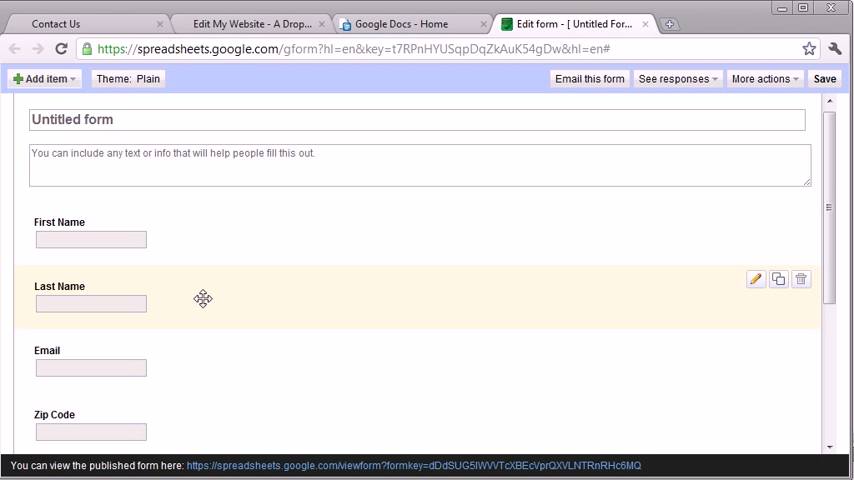 Contact Us
Edit My Website - A Drop...
Google Docs - Home
Edit form - [ Untitled For...
https://spreadsheets.google.com/gform?hl=en&key=t7RPnHYUSqpDqZkAuK54gDw&hl=en#
Add item
Theme: Plain
Email this form
See responses
More actions
Save
Untitled form
You can include any text or info that will help people fill this out.
First Name
Last Name
Email
Zip Code
You can view the published form here: https://spreadsheets.google.com/viewform?formkey=dDdSUG5IWVVTcXBEcVprQXVLNTRnRHc6MQ